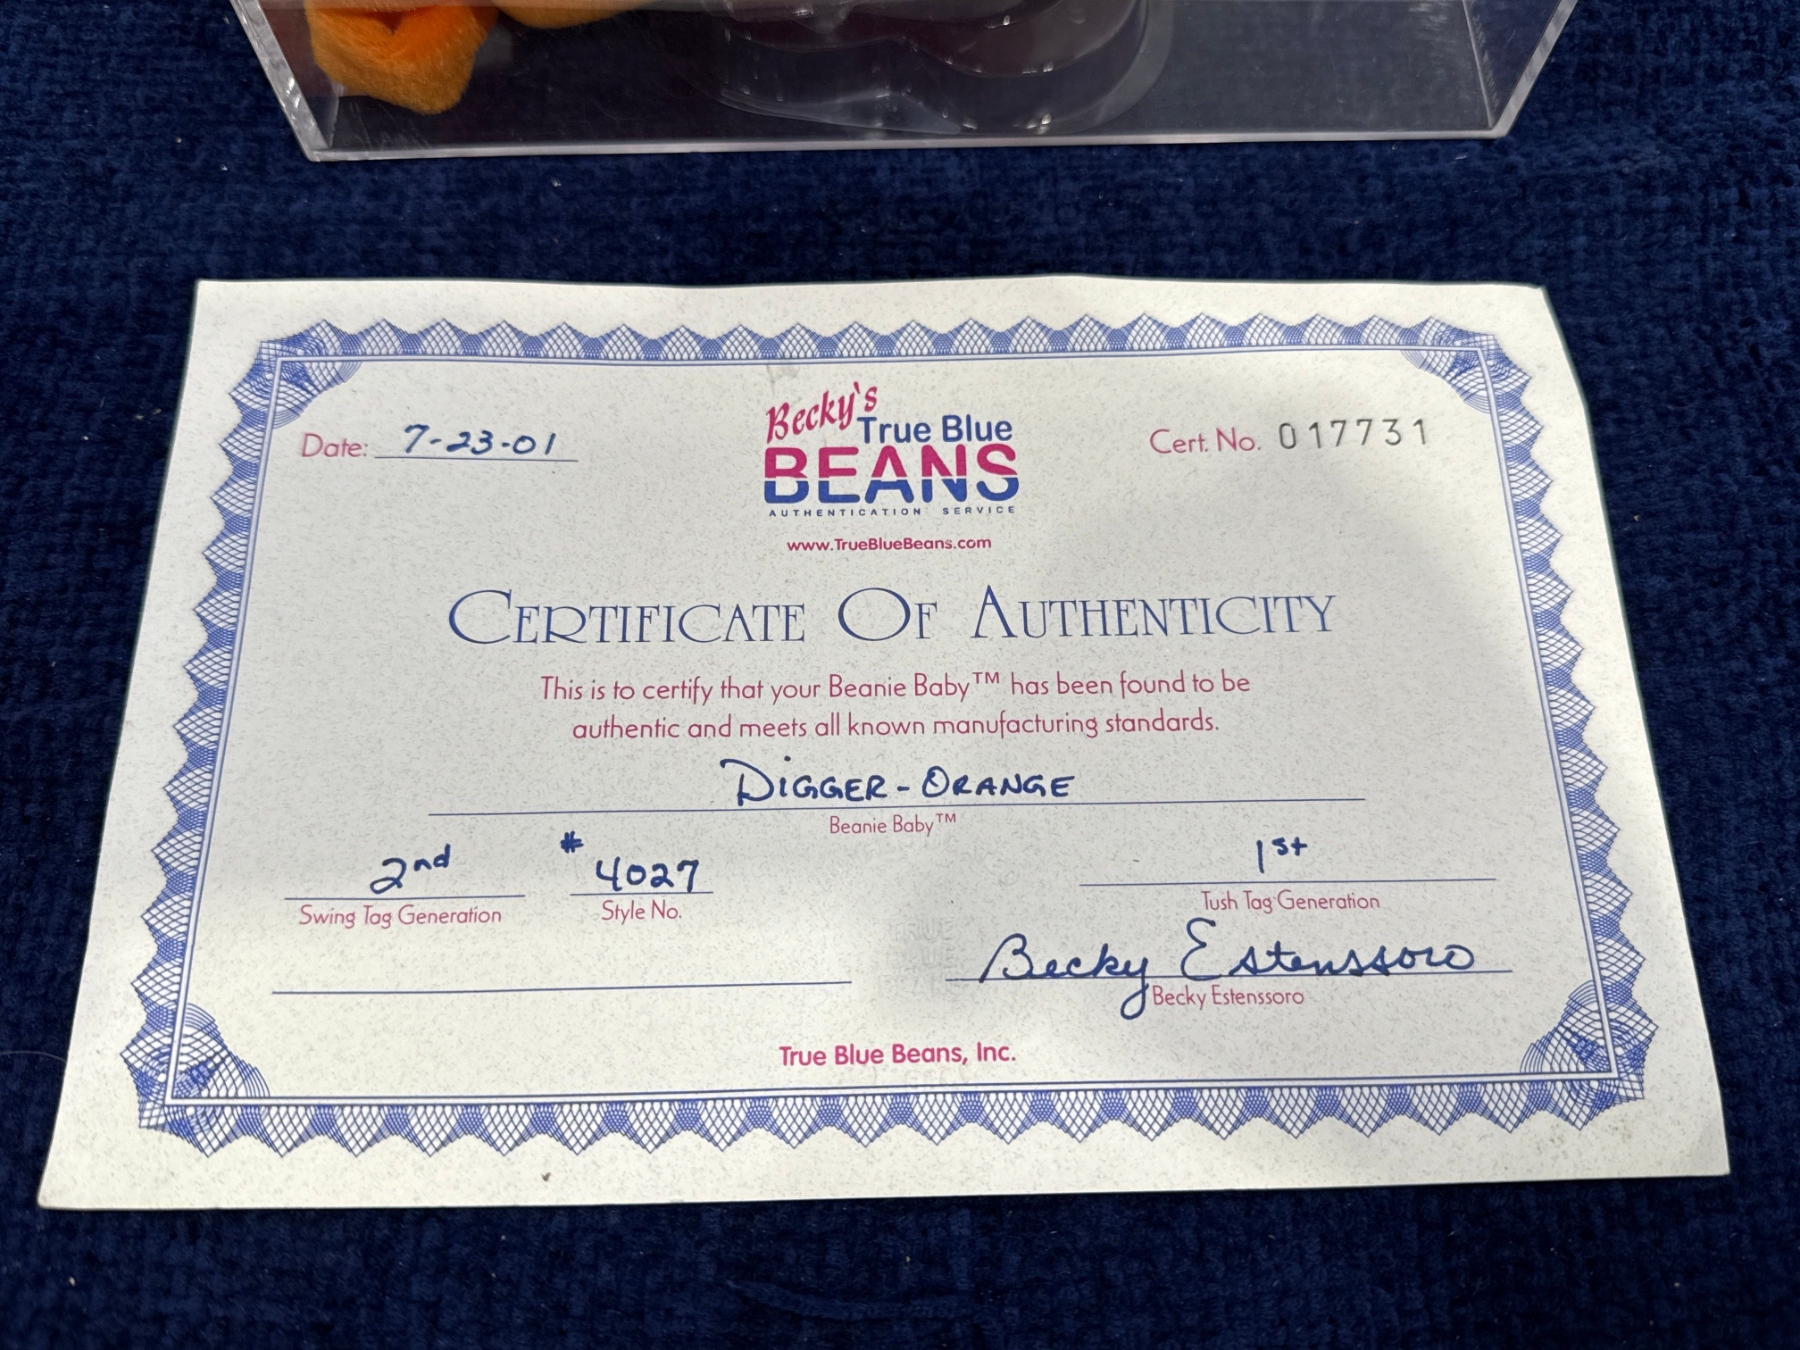 Date: 7-23-01
Becky's
True Blue
BEANS
AUTHENTICATION SERVICE
www.TrueBlueBeans.com
Cert. No. 017731
CERTIFICATE OF AUTHENTICITY
This is to certify that your Beanie Baby™ has been found to be
authentic and meets all known manufacturing standards.
DIGGER-ORANGE
Beanie Baby™
2nd
Swing Tag Generation
# 4027
Style No.
1st
Tush Tag Generation
Becky Estenssoro
Becky Estenssoro
True Blue Beans, Inc.